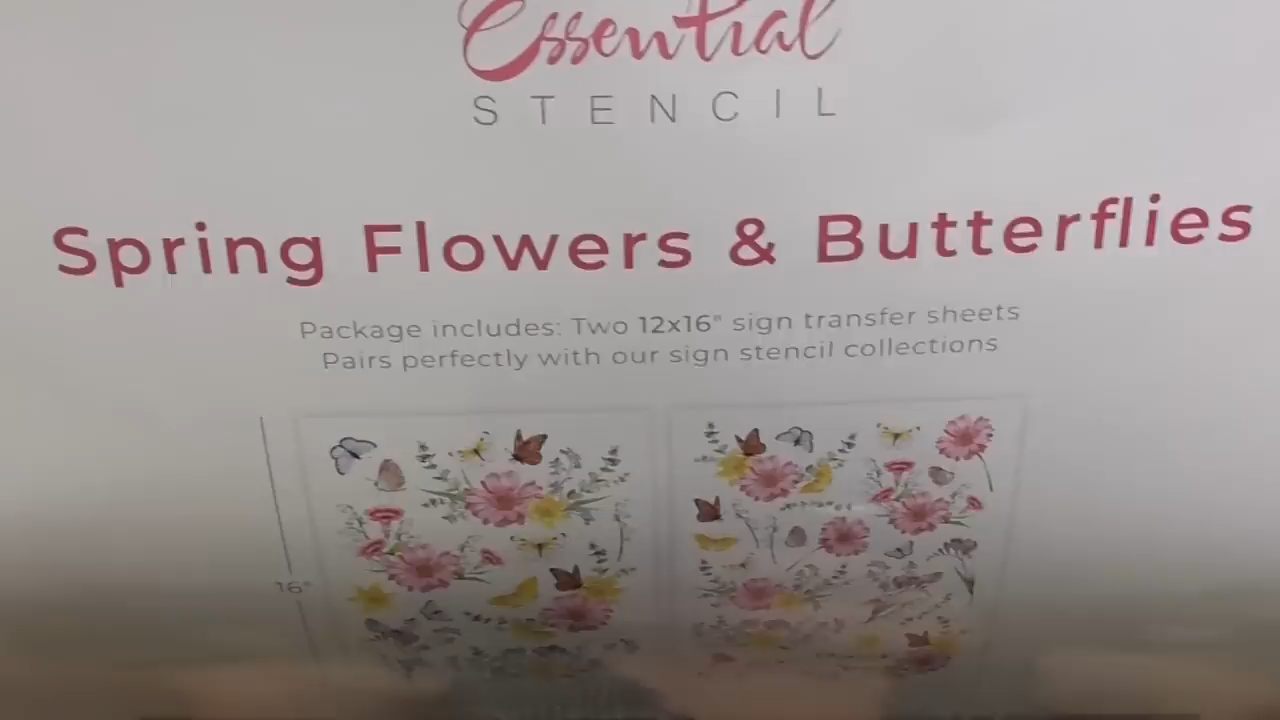 Essential
STENCIL
Spring Flowers & Butterflies
Package includes: Two 12x16" sign transfer sheets
Pairs perfectly with our sign stencil collections
16"